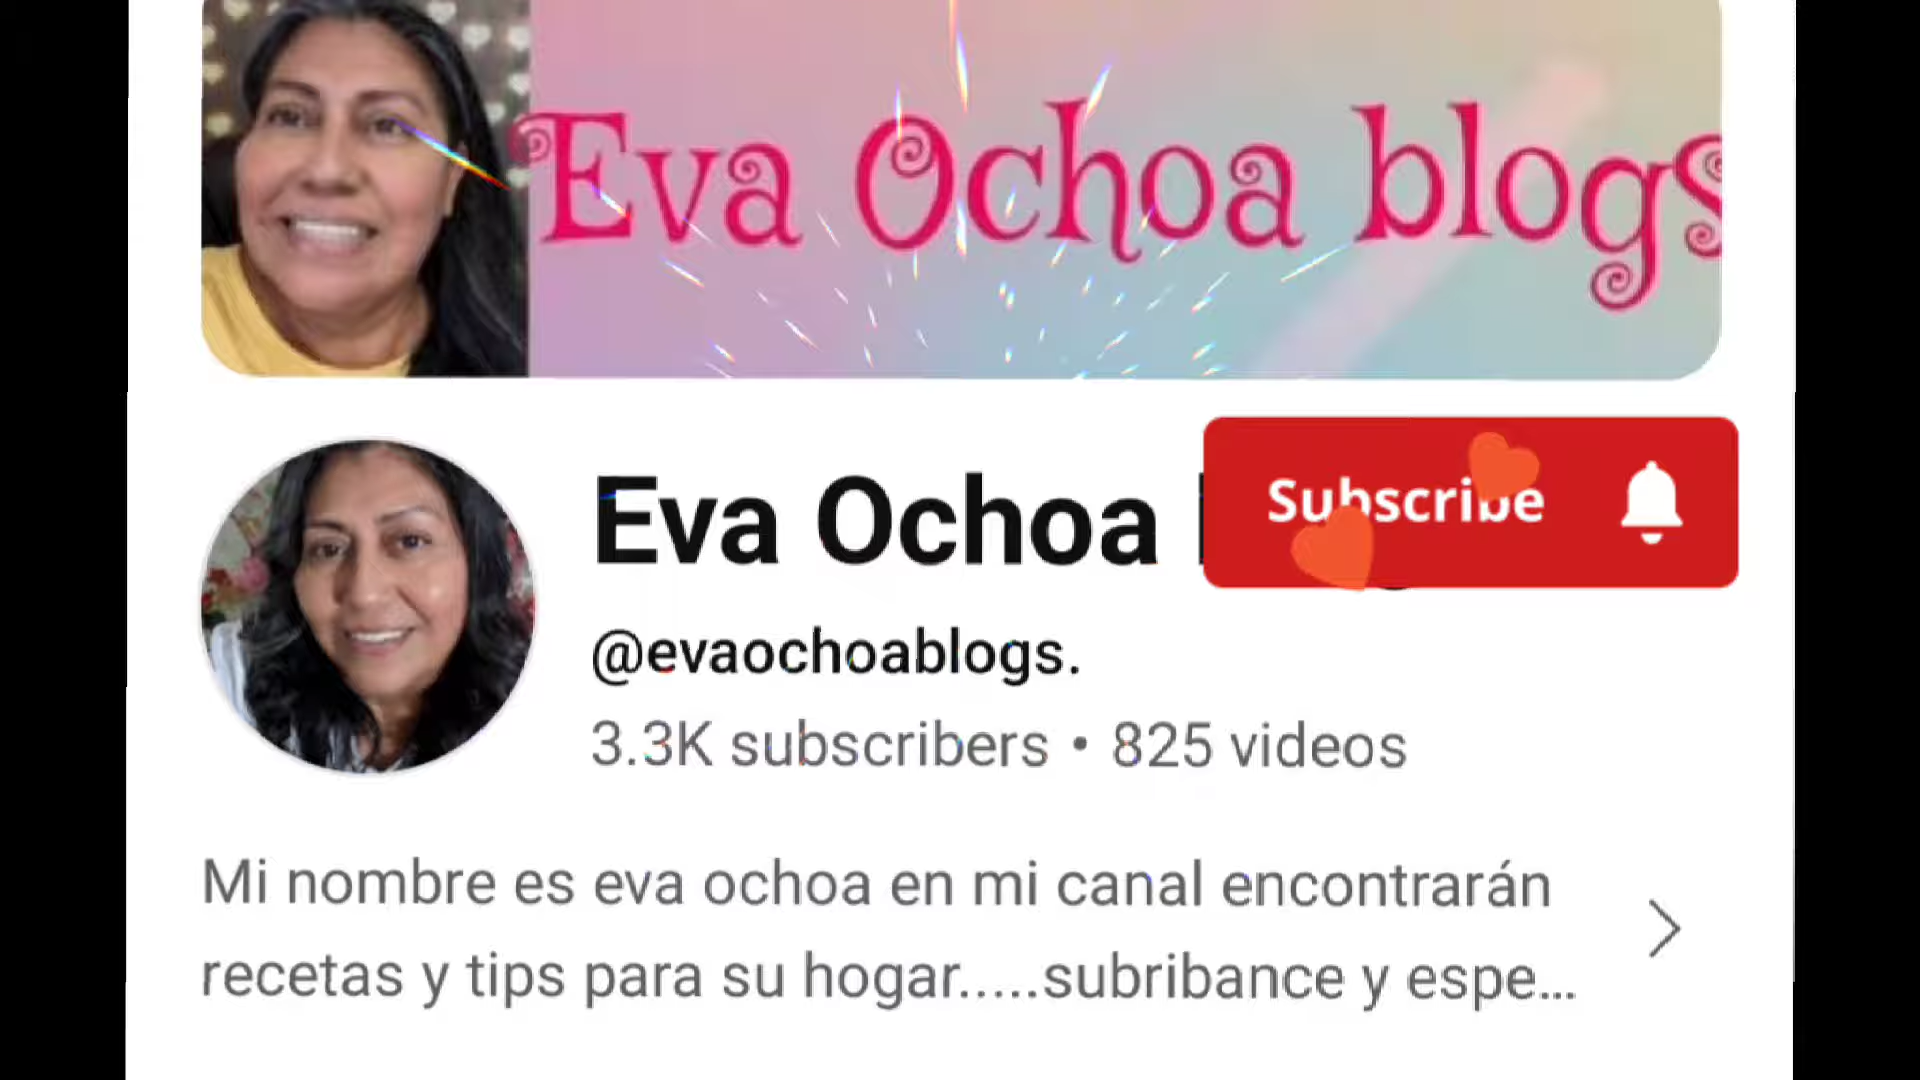 Eva Ochoa blogs
Eva Ochoa
Subscribe
@evaochoablogs.
3.3K subscribers • 825 videos
Mi nombre es eva ochoa en mi canal encontrarán
recetas y tips para su hogar.....subribance y espe...